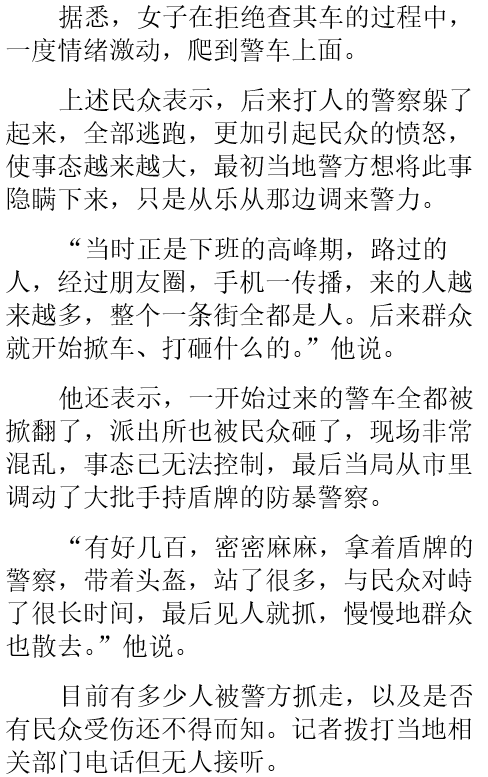 据悉，女子在拒绝查其车的过程中，
一度情绪激动，爬到警车上面。
上述民众表示，后来打人的警察躲了
起来，全部逃跑，更加引起民众的愤怒，
使事态越来越大，最初当地警方想将此事
隐瞒下来，只是从乐从那边调来警力。
“当时正是下班的高峰期，路过的
人，经过朋友圈，手机一传播，来的人越
来越多，整个一条街全都是人。后来群众
就开始掀车、打砸什么的。”他说。
他还表示，一开始过来的警车全都被
掀翻了，派出所也被民众砸了，现场非常
混乱，事态已无法控制，最后当局从市里
调动了大批手持盾牌的防暴警察。
“有好几百，密密麻麻，拿着盾牌的
警察，带着头盔，站了很多，与民众对峙
了很长时间，最后见人就抓，慢慢地群众
也散去。”他说。
目前有多少人被警方抓走，以及是否
有民众受伤还不得而知。记者拨打当地相
关部门电话但无人接听。